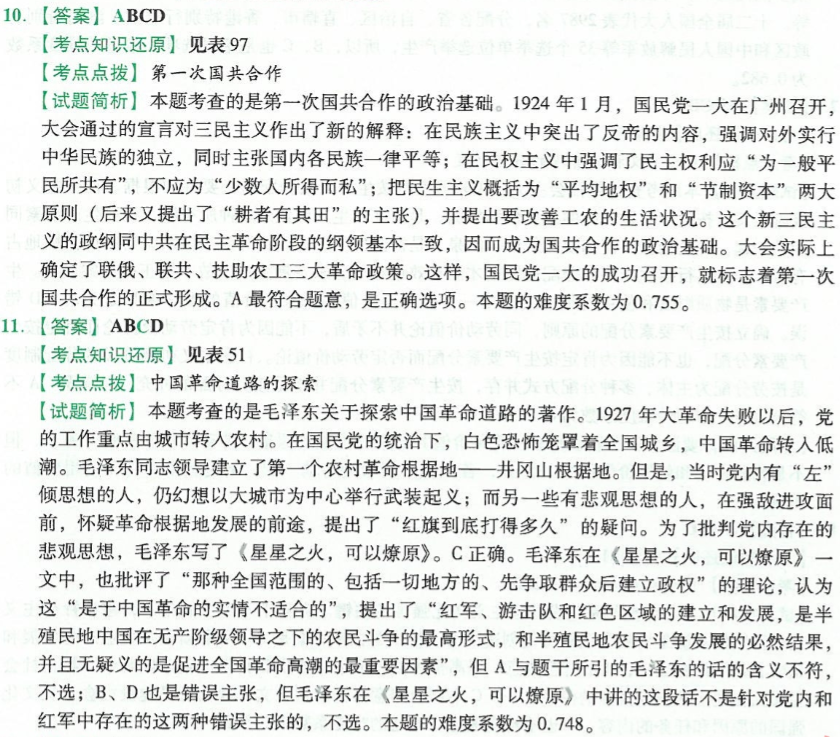 10.【答案】ABCD
【考点知识还原】见表97
【考点点拨】第一次国共合作
【试题简析】本题考查的是第一次国共合作的政治基础。1924年1月，国民党一大在广州召开，
大会通过的宣言对三民主义作出了新的解释：在民族主义中突出了反帝的内容，强调对外实行
中华民族的独立，同时主张国内各民族一律平等；在民权主义中强调了民主权利应“为一般平
民所共有”，不应为“少数人所得而私”；把民生主义概括为“平均地权”和“节制资本”两大
原则（后来又提出了“耕者有其田”的主张），并提出要改善工农的生活状况。这个新三民主
义的政纲同中共在民主革命阶段的纲领基本一致，因而成为国共合作的政治基础。大会实际上
确定了联俄、联共、扶助农工三大革命政策。这样，国民党一大的成功召开，就标志着第一次
国共合作的正式形成。A最符合题意，是正确选项。本题的难度系数为0.755。
11.【答案】ABCD
【考点知识还原】见表51
【考点点拨】中国革命道路的探索
【试题简析】本题考查的是毛泽东关于探索中国革命道路的著作。1927年大革命失败以后，党
的工作重点由城市转入农村。在国民党的统治下，白色恐怖笼罩着全国城乡，中国革命转入低
潮。毛泽东同志领导建立了第一个农村革命根据地——井冈山根据地。但是，当时党内有“左”
倾思想的人，仍幻想以大城市为中心举行武装起义；而另一些有悲观思想的人，在强敌进攻面
前，怀疑革命根据地发展的前途，提出了“红旗到底打得多久”的疑问。为了批判党内存在的
悲观思想，毛泽东写了《星星之火，可以燎原》。C正确。毛泽东在《星星之火，可以燎原》一
文中，也批评了“那种全国范围的、包括一切地方的、先争取群众后建立政权”的理论，认为
这“是于中国革命的实情不适合的”，提出了“红军、游击队和红色区域的建立和发展，是半
殖民地中国在无产阶级领导之下的农民斗争的最高形式，和半殖民地农民斗争发展的必然结果，
并且无疑义的是促进全国革命高潮的最重要因素”，但A与题干所引的毛泽东的话的含义不符，
不选；B、D也是错误主张，但毛泽东在《星星之火，可以燎原》中讲的这段话不是针对党内和
红军中存在的这两种错误主张的，不选。本题的难度系数为0.748。